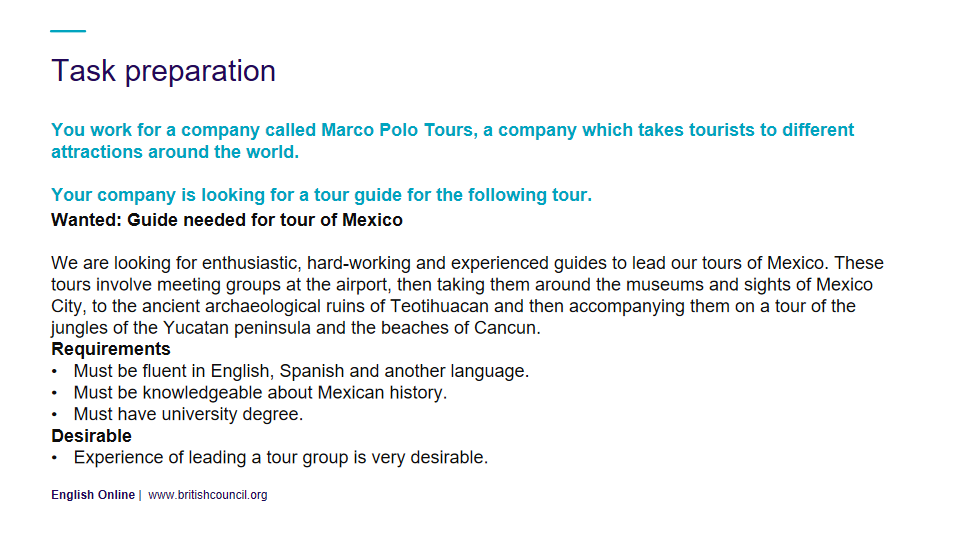 Task preparation
You work for a company called Marco Polo Tours, a company which takes tourists to different
attractions around the world.
Your company is looking for a tour guide for the following tour.
Wanted: Guide needed for tour of Mexico
We are looking for enthusiastic, hard-working and experienced guides to lead our tours of Mexico. These
tours involve meeting groups at the airport, then taking them around the museums and sights of Mexico
City, to the ancient archaeological ruins of Teotihuacan and then accompanying them on a tour of the
jungles of the Yucatan peninsula and the beaches of Cancun.
Requirements
• Must be fluent in English, Spanish and another language.
• Must be knowledgeable about Mexican history.
• Must have university degree.
Desirable
• Experience of leading a tour group is very desirable.
English Online | www.britishcouncil.org